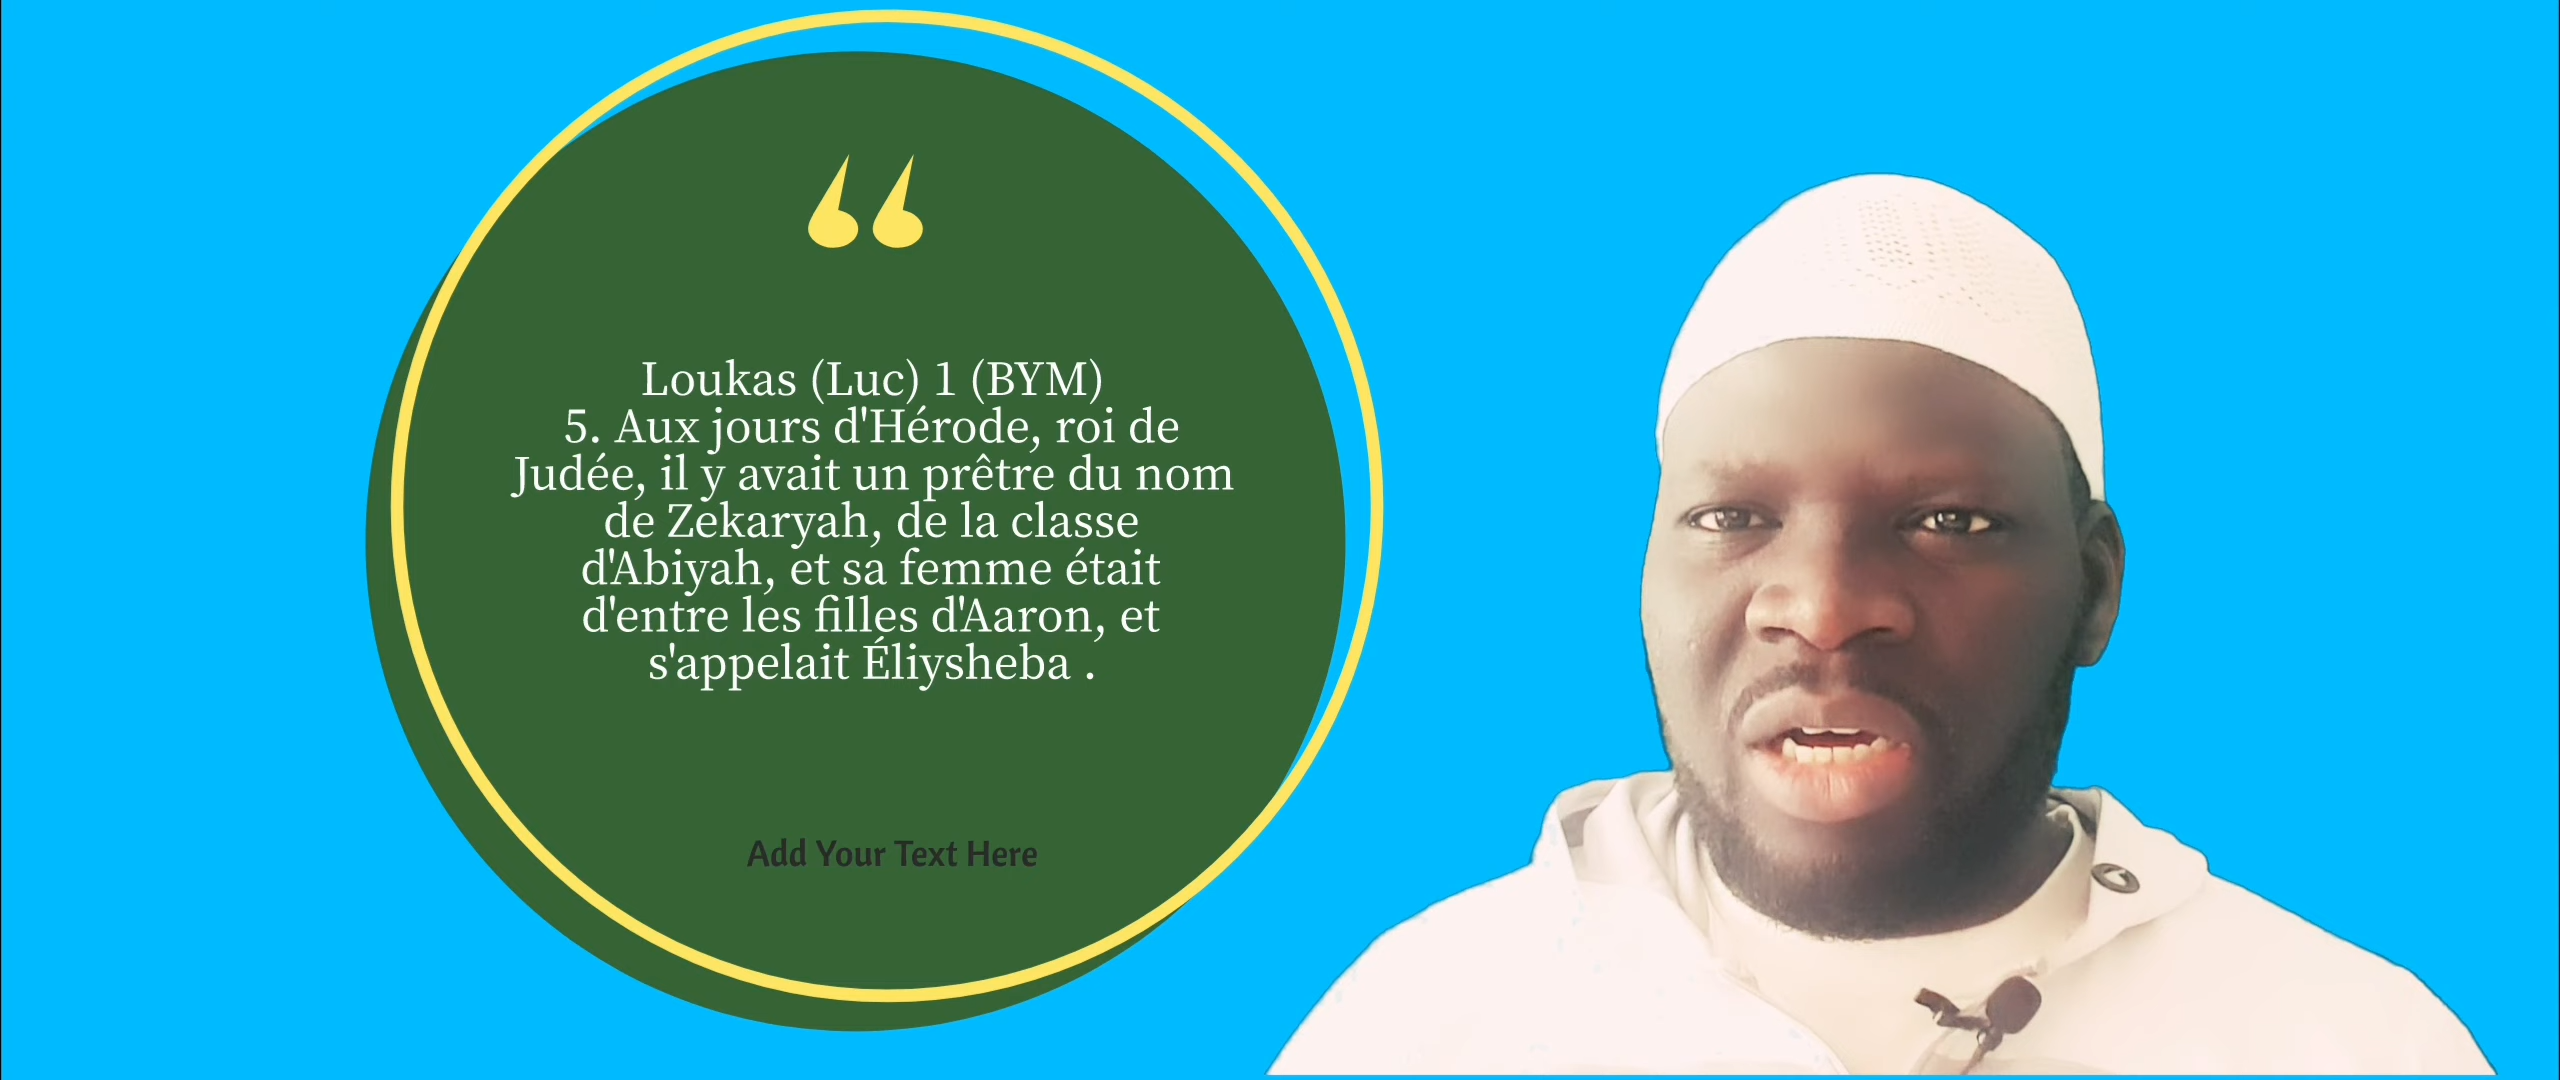 “
Loukas (Luc) 1 (BYM)
5. Aux jours d'Hérode, roi de
Judée, il y avait un prêtre du nom
de Zekaryah, de la classe
d'Abiyah, et sa femme était
d'entre les filles d'Aaron, et
s'appelait Éliysheba .
Add Your Text Here